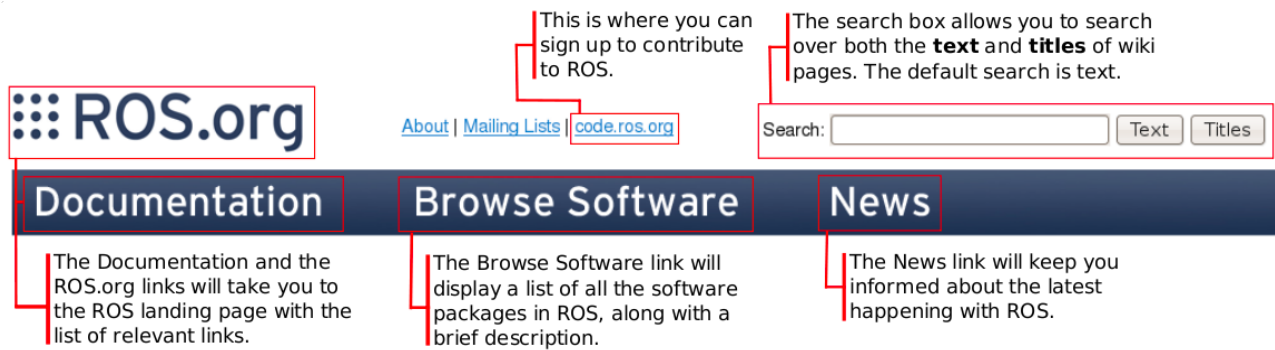 This is where you can
sign up to contribute
to ROS.
The search box allows you to search
over both the text and titles of wiki
pages. The default search is text.
ROS.org
About | Mailing Lists | code.ros.org
Search: Text Titles
Documentation Browse Software News
The Documentation and the
ROS.org links will take you to
the ROS landing page with the
list of relevant links.
The Browse Software link will
display a list of all the software
packages in ROS, along with a
brief description.
The News link will keep you
informed about the latest
happening with ROS.